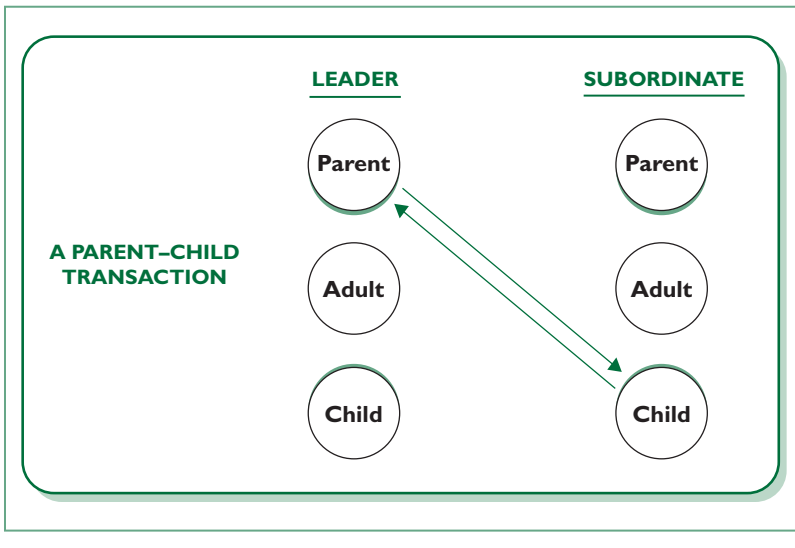 LEADER
SUBORDINATE
Parent
Parent
A PARENT–CHILD
TRANSACTION
Adult
Adult
Child
Child